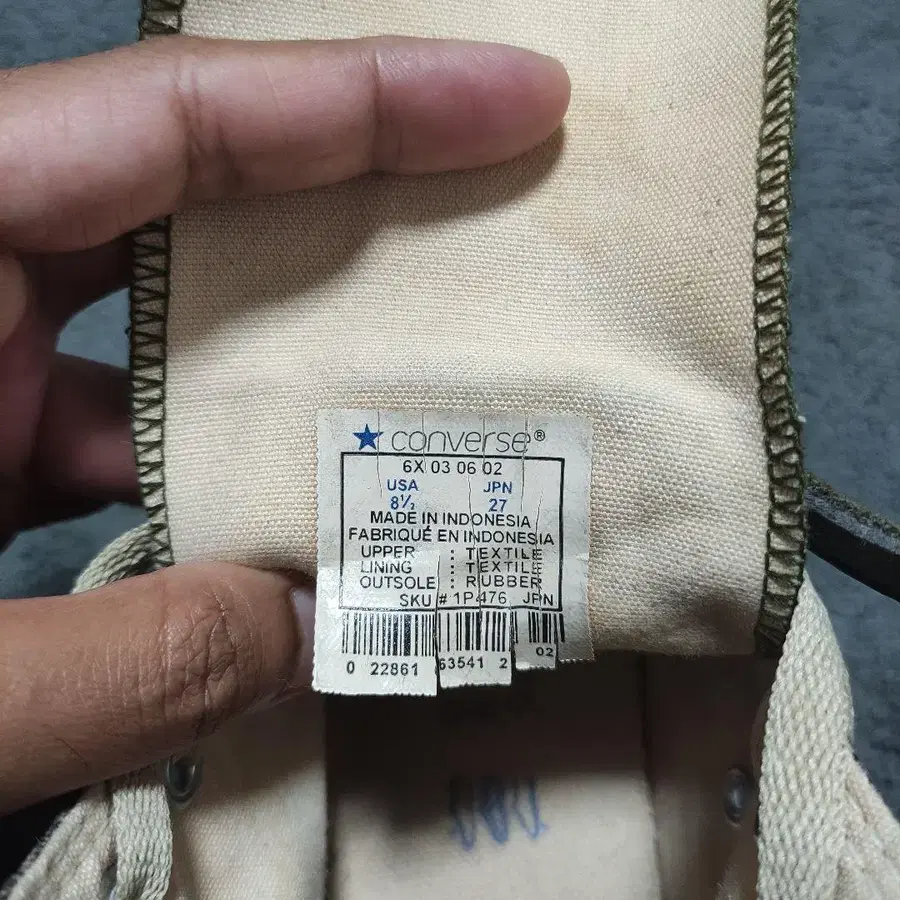 converse®
6X 03 06 02
USA JPN
8½ 27
MADE IN INDONESIA
FABRIQUÉ EN INDONESIA
UPPER : TEXTILE
LINING : TEXTILE
OUTSOLE : RUBBER
SKU # 1P476 JPN
02
0 22861 63541 2